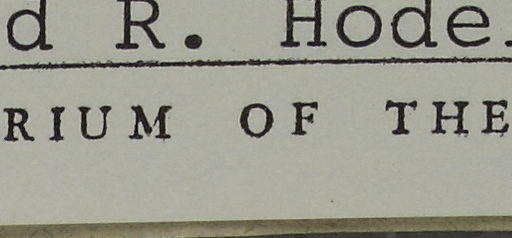 d R. Hode.
RIUM OF THE